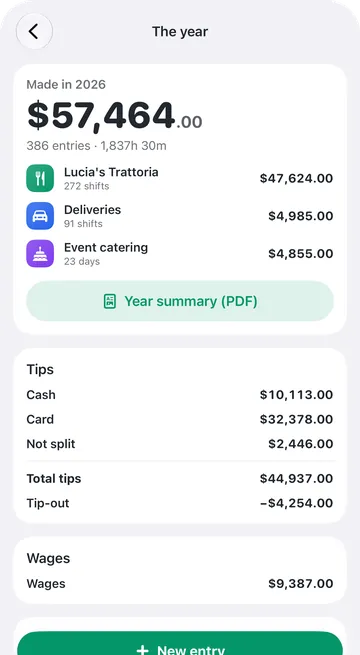 The year
Made in 2026
$57,464.00
386 entries · 1,837h 30m
Lucia's Trattoria
272 shifts
$47,624.00
Deliveries
91 shifts
$4,985.00
Event catering
23 days
$4,855.00
Year summary (PDF)
Tips
Cash $10,113.00
Card $32,378.00
Not split $2,446.00
Total tips $44,937.00
Tip-out −$4,254.00
Wages
Wages $9,387.00
+ New entry